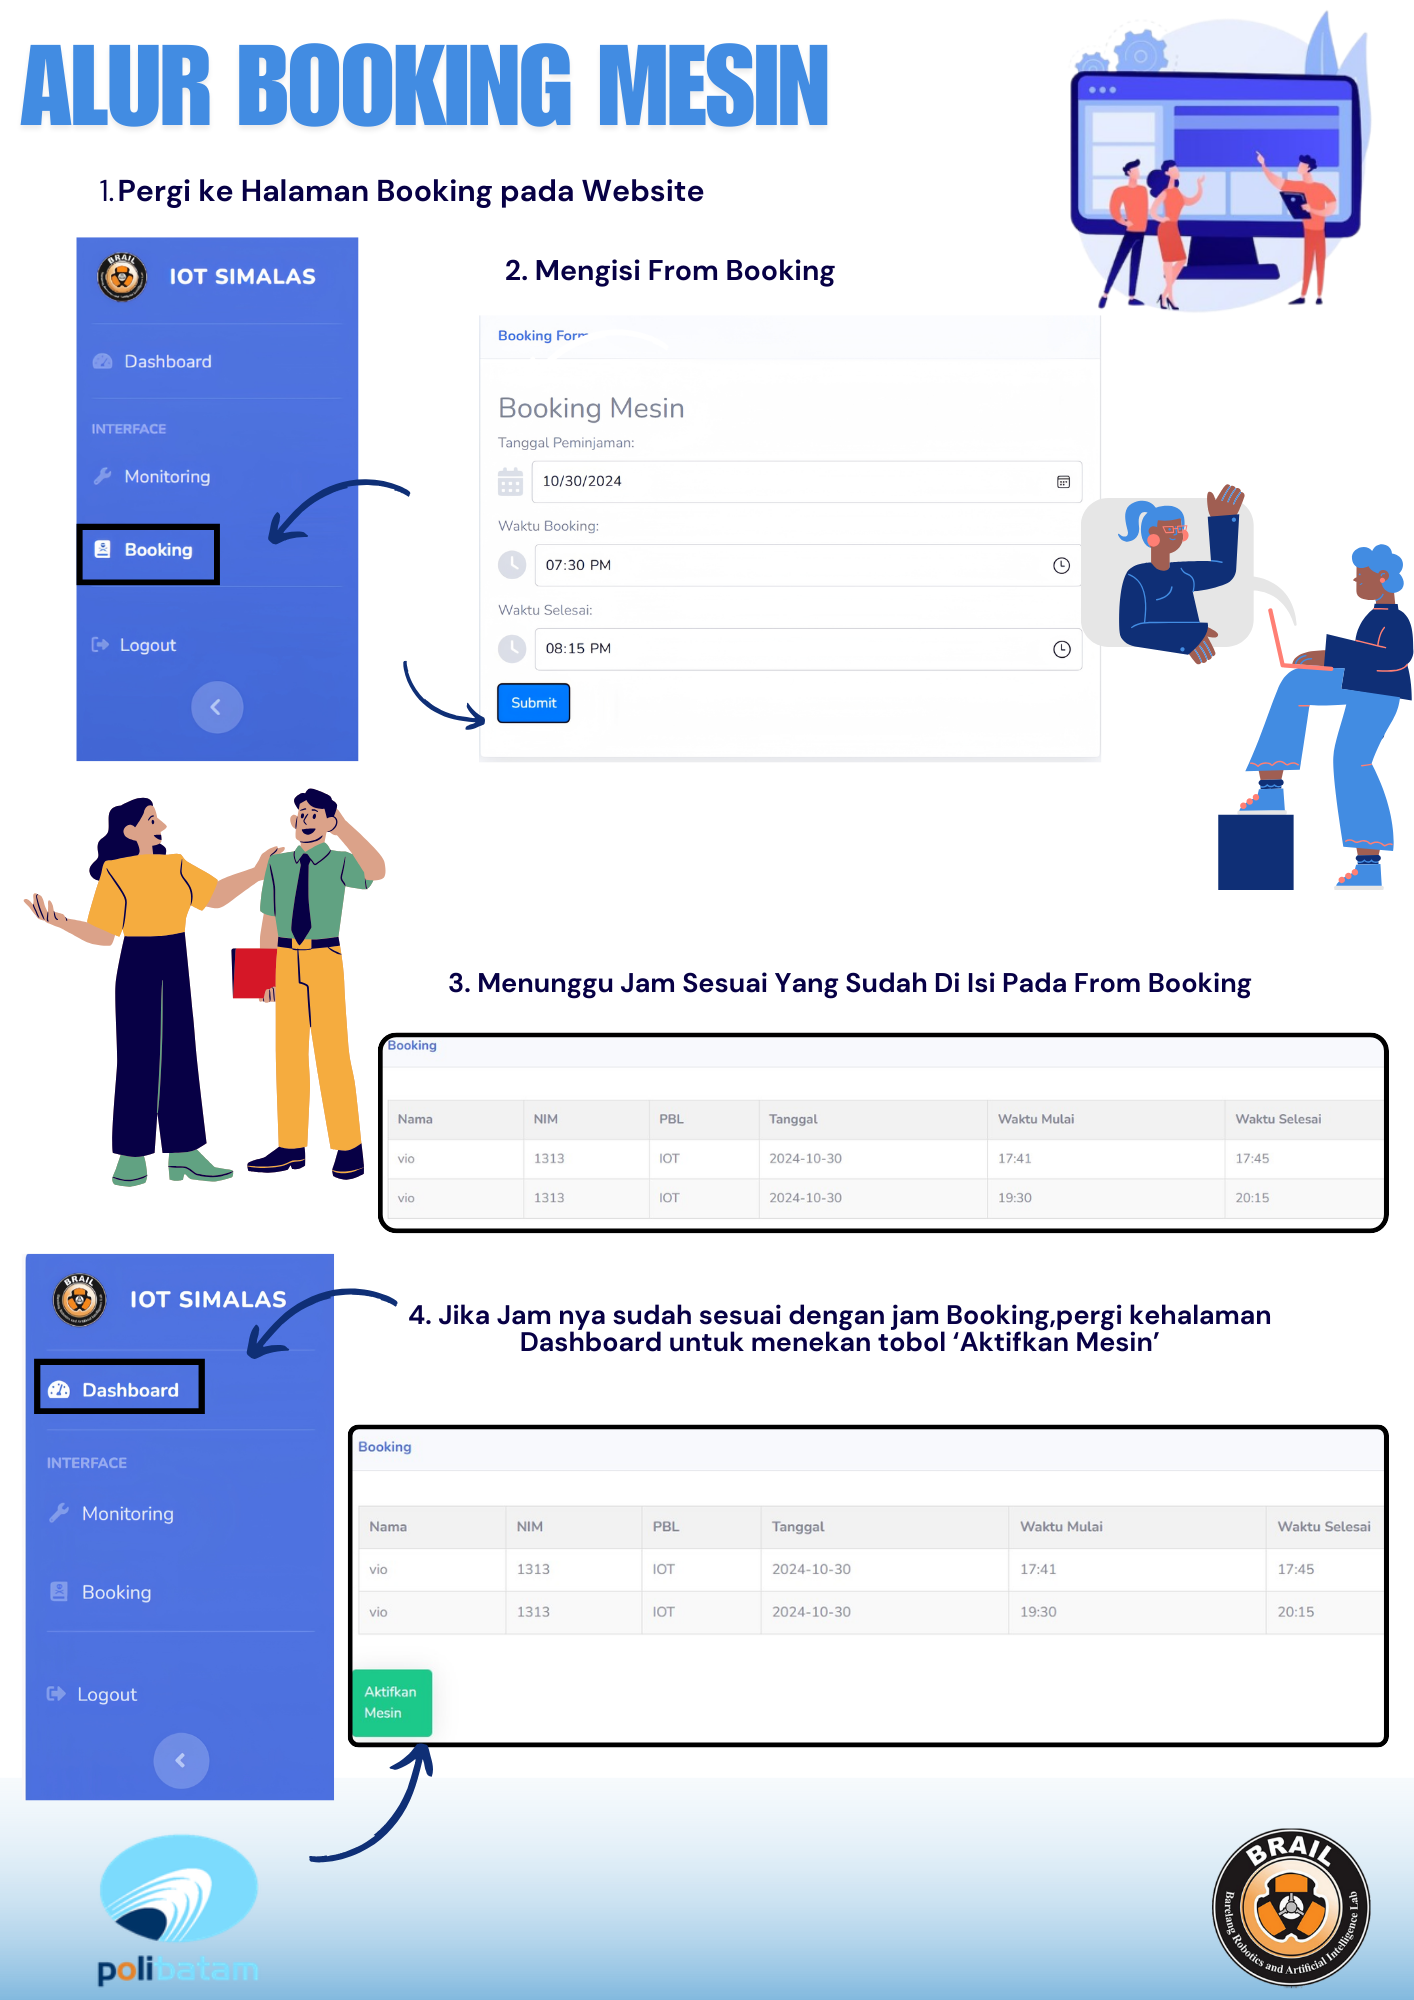 ALUR BOOKING MESIN
1. Pergi ke Halaman Booking pada Website
BRAIL
IOT SIMALAS
Dashboard
INTERFACE
Monitoring
Booking
Logout
2. Mengisi From Booking
Booking Form
Booking Mesin
Tanggal Peminjaman:
10/30/2024
Waktu Booking:
07:30 PM
Waktu Selesai:
08:15 PM
Submit
3. Menunggu Jam Sesuai Yang Sudah Di Isi Pada From Booking
Booking
Nama NIM PBL Tanggal Waktu Mulai Waktu Selesai
vio 1313 IOT 2024-10-30 17:41 17:45
vio 1313 IOT 2024-10-30 19:30 20:15
BRAIL
IOT SIMALAS
Dashboard
INTERFACE
Monitoring
Booking
Logout
4. Jika Jam nya sudah sesuai dengan jam Booking,pergi kehalaman
Dashboard untuk menekan tobol ‘Aktifkan Mesin’
Booking
Nama NIM PBL Tanggal Waktu Mulai Waktu Selesai
vio 1313 IOT 2024-10-30 17:41 17:45
vio 1313 IOT 2024-10-30 19:30 20:15
Aktifkan
Mesin
polibatam
BRAIL
Barelang Robotics and Artificial Intelligence Lab